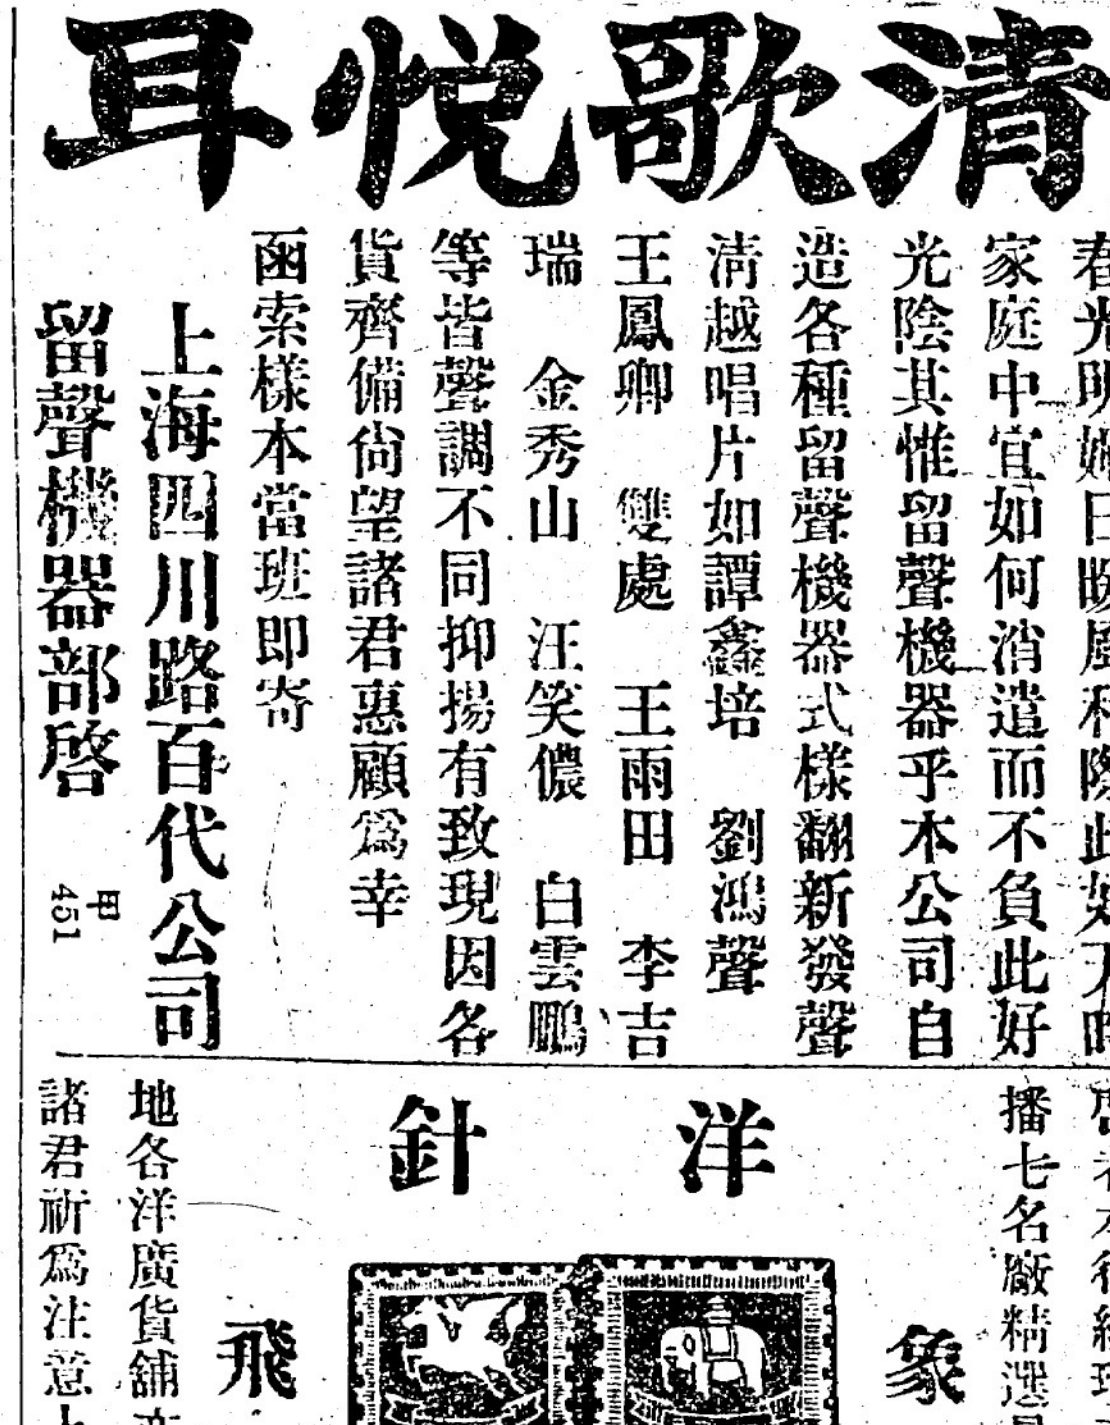 清歌悦耳
春光明媚日暖風和際此好天時
家庭中宜如何消遣而不負此好
光陰其惟留聲機器乎本公司自
造各種留聲機器式樣翻新發聲
清越唱片如譚鑫培　劉鴻聲
王鳳卿　雙處　王雨田　李吉
瑞　金秀山　汪笑儂　白雲鵬
等皆聲調不同抑揚有致現因各
貨齊備尙望諸君惠顧爲幸
函索樣本當班即寄
上海四川路百代公司
留聲機器部啓
甲
451
播七名廠精選
洋針
象
飛
地各洋廣貨舖
諸君祈爲注意